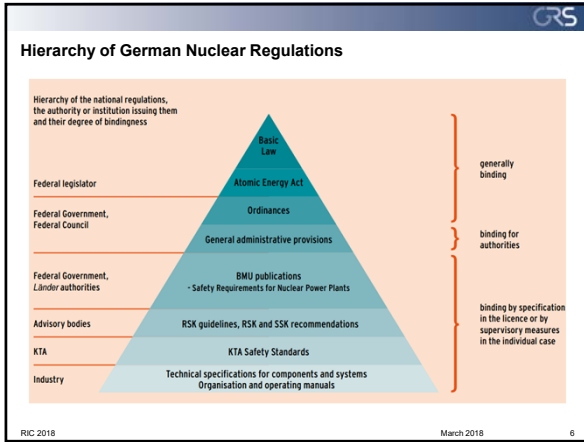 GRS
Hierarchy of German Nuclear Regulations
Hierarchy of the national regulations,
the authority or institution issuing them
and their degree of bindingness
Basic
Law
generally
binding
Federal legislator
Atomic Energy Act
Federal Government,
Federal Council
Ordinances
General administrative provisions
binding for
authorities
Federal Government,
Länder authorities
BMU publications
- Safety Requirements for Nuclear Power Plants
binding by specification
in the licence or by
supervisory measures
in the individual case
Advisory bodies
RSK guidelines, RSK and SSK recommendations
KTA
KTA Safety Standards
Industry
Technical specifications for components and systems
Organisation and operating manuals
RIC 2018
March 2018
6